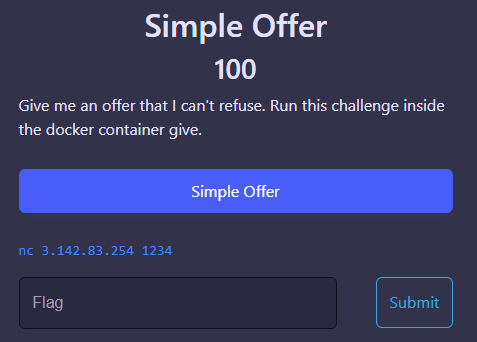 Simple Offer
100
Give me an offer that I can't refuse. Run this challenge inside
the docker container give.
Simple Offer
nc 3.142.83.254 1234
Flag
Submit